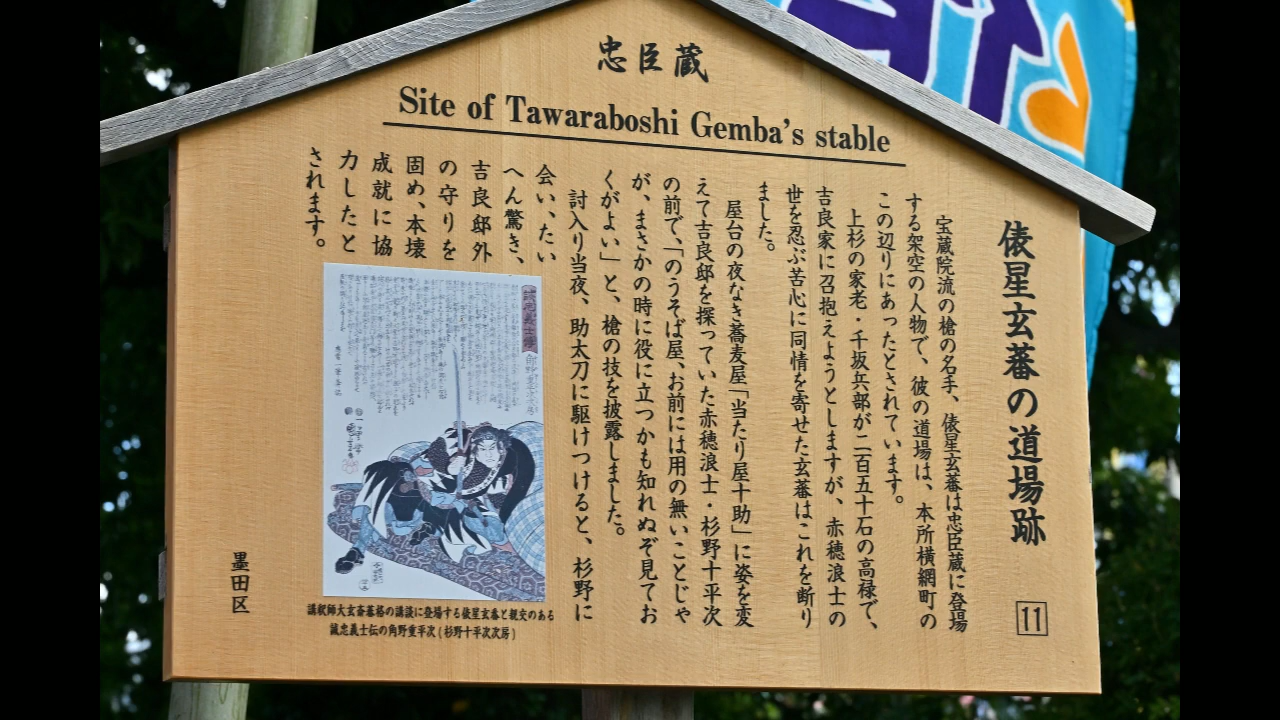 忠臣蔵
Site of Tawaraboshi Gemba's stable
俵星玄蕃の道場跡
11
宝蔵院流の槍の名手、俵星玄蕃は忠臣蔵に登場
する架空の人物で、彼の道場は、本所横網町の
この辺りにあったとされています。
上杉の家老・千坂兵部が二百五十石の高禄で、
吉良家に召抱えようとしますが、赤穂浪士の
世を忍ぶ苦心に同情を寄せた玄蕃はこれを断り
ました。
屋台の夜なき蕎麦屋「当たり屋十助」に姿を変
えて吉良邸を探っていた赤穂浪士・杉野十平次
の前で、「のうそば屋、お前には用の無いことじゃ
が、まさかの時に役に立つかも知れぬぞ見てお
くがよい」と、槍の技を披露しました。
討入り当夜、助太刀に駆けつけると、杉野に
会い、たい
へん驚き、
吉良邸外
の守りを
固め、本壊
成就に協
力したと
されます。
誠忠義士傳
講釈師大玄斎蕃格の講談に登場する俵星玄蕃と親交のある
誠忠義士伝の角野重平次(杉野十平次次房)
墨田区